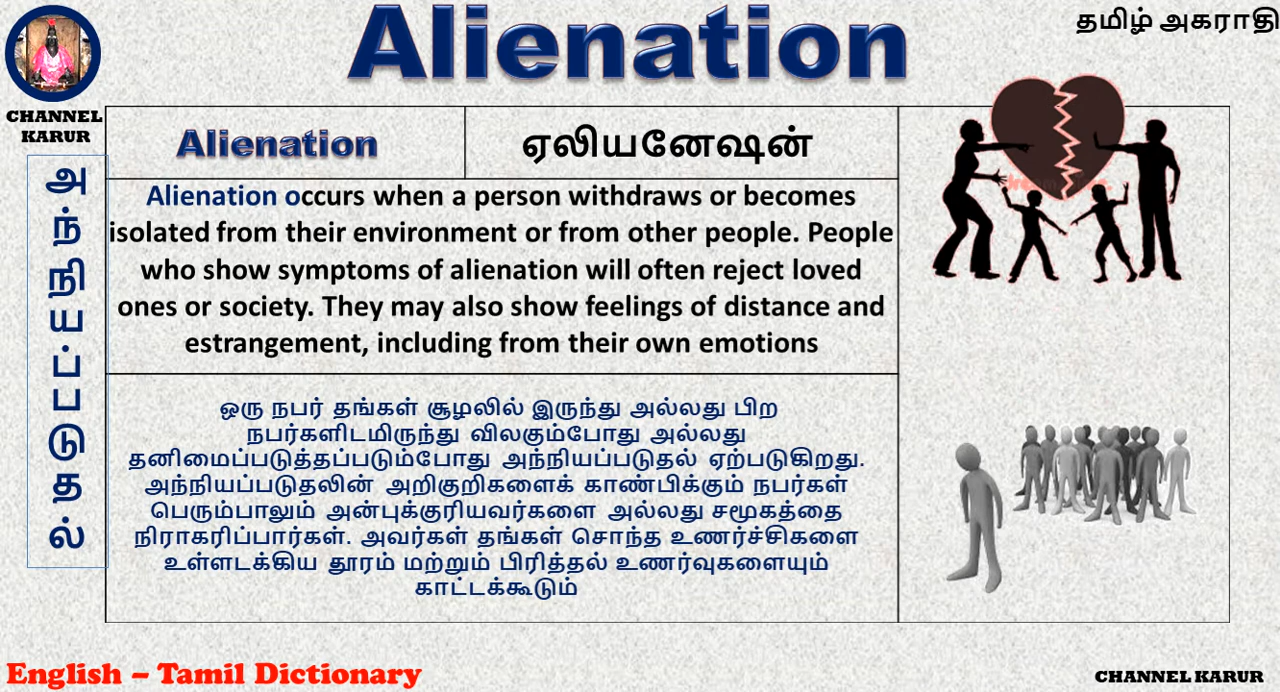 Alienation
தமிழ் அகராதி
CHANNEL
KARUR
Alienation
ஏலியனேஷன்
அந்நியப்படுதல்
Alienation occurs when a person withdraws or becomes
isolated from their environment or from other people. People
who show symptoms of alienation will often reject loved
ones or society. They may also show feelings of distance and
estrangement, including from their own emotions
ஒரு நபர் தங்கள் சூழலில் இருந்து அல்லது பிற
நபர்களிடமிருந்து விலகும்போது அல்லது
தனிமைப்படுத்தப்படும்போது அந்நியப்படுதல் ஏற்படுகிறது.
அந்நியப்படுதலின் அறிகுறிகளைக் காண்பிக்கும் நபர்கள்
பெரும்பாலும் அன்புக்குரியவர்களை அல்லது சமூகத்தை
நிராகரிப்பார்கள். அவர்கள் தங்கள் சொந்த உணர்ச்சிகளை
உள்ளடக்கிய தூரம் மற்றும் பிரித்தல் உணர்வுகளையும்
காட்டக்கூடும்
English – Tamil Dictionary
CHANNEL KARUR